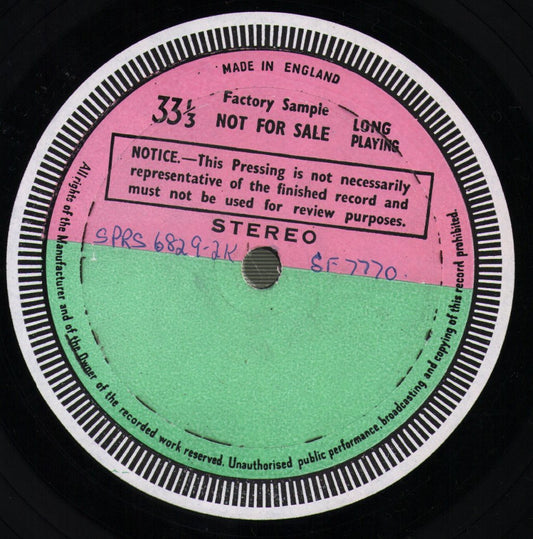 MADE IN ENGLAND
33⅓
Factory Sample
NOT FOR SALE
LONG
PLAYING
NOTICE.—This Pressing is not necessarily
representative of the finished record and
must not be used for review purposes.
STEREO
SPRS 6829-2K
SF 7770.
All rights of the Manufacturer and of the Owner of the recorded work reserved. Unauthorised public performance, broadcasting and copying of this record prohibited.